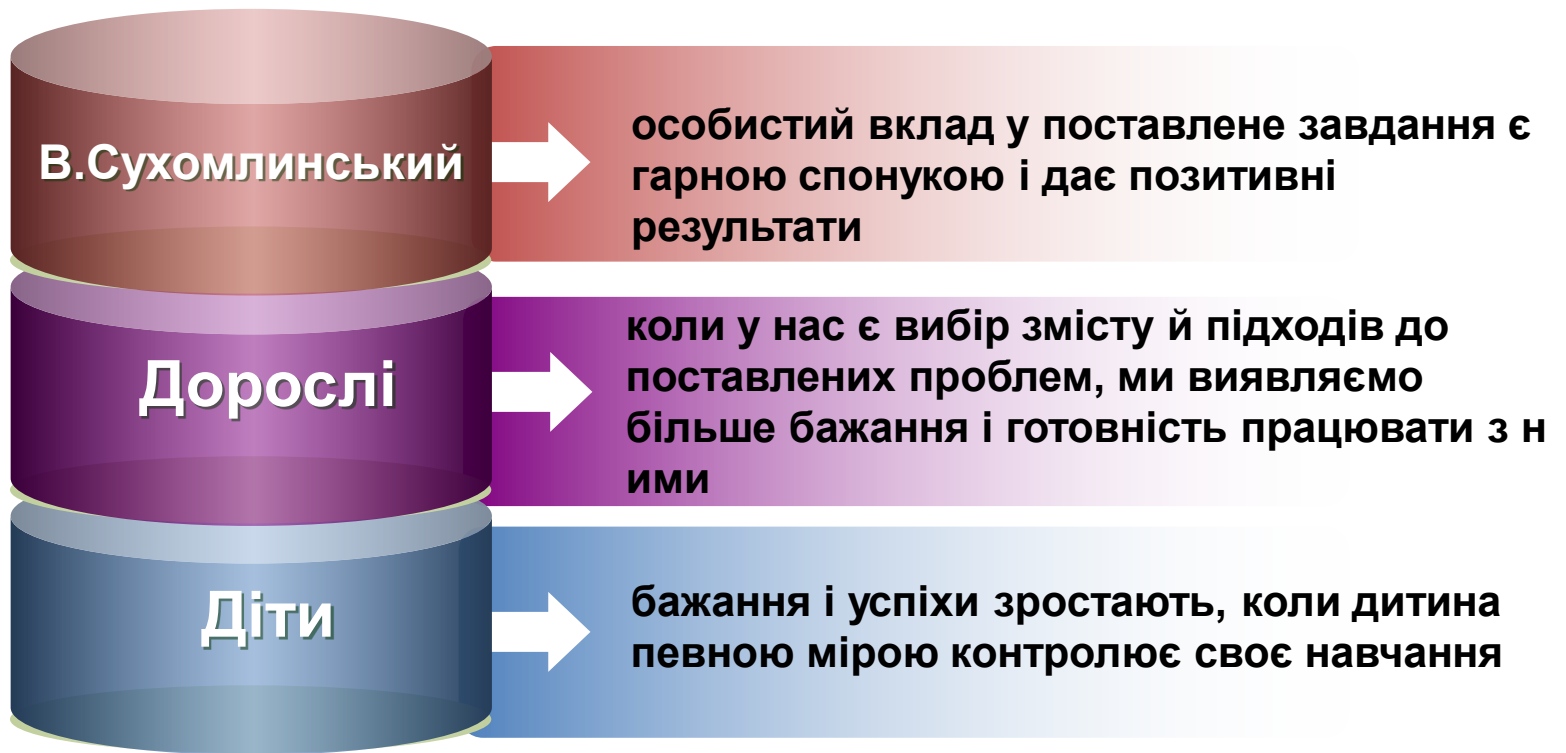 В.Сухомлинський
особистий вклад у поставлене завдання є
гарною спонукою і дає позитивні
результати
Дорослі
коли у нас є вибір змісту й підходів до
поставлених проблем, ми виявляємо
більше бажання і готовність працювати з н
ими
Діти
бажання і успіхи зростають, коли дитина
певною мірою контролює своє навчання